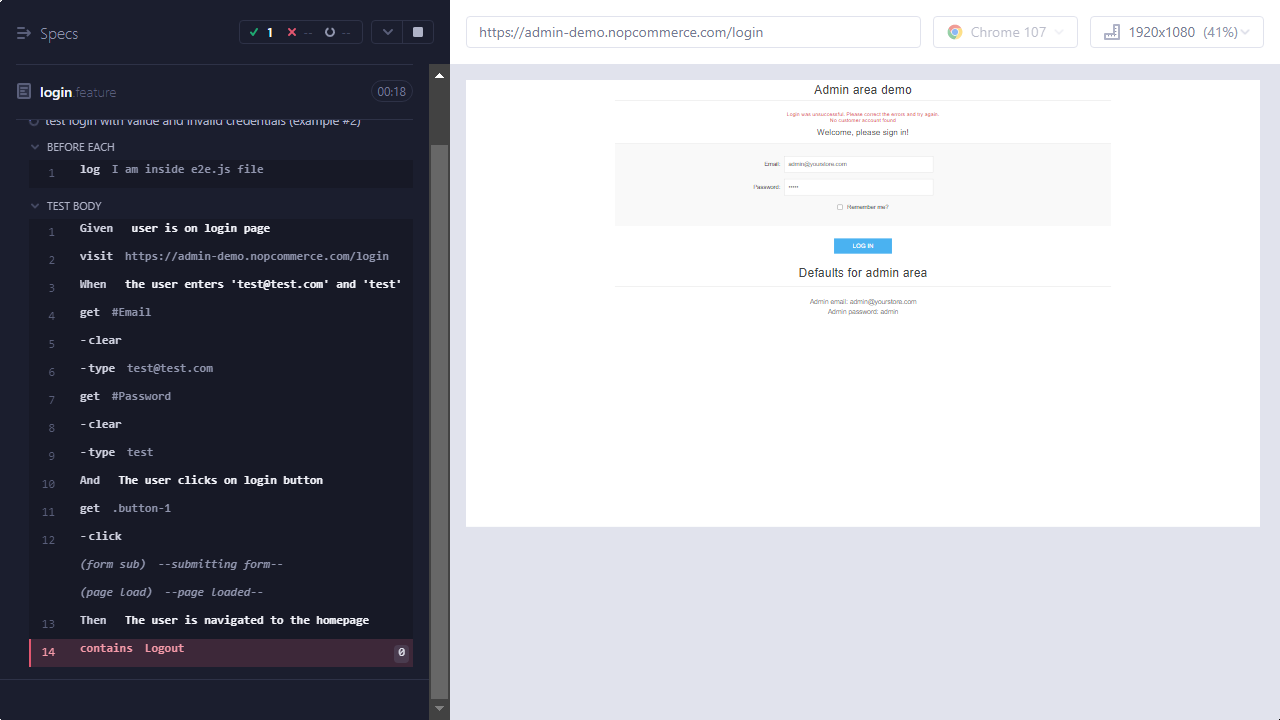 Specs
1 -- --
login feature 00:18
test login with value and invalid credentials (example #2)
BEFORE EACH
1 log i am inside e2e.js file
TEST BODY
1 Given user is on login page
2 visit https://admin-demo.nopcommerce.com/login
3 When the user enters 'test@test.com' and 'test'
4 get #Email
5 -clear
6 -type test@test.com
7 get #Password
8 -clear
9 -type test
10 And The user clicks on login button
11 get .button-1
12 -click
(form sub) --submitting form--
(page load) --page loaded--
13 Then The user is navigated to the homepage
14 contains Logout 0
https://admin-demo.nopcommerce.com/login
Chrome 107
1920x1080 (41%)
Admin area demo
Login was unsuccessful. Please correct the errors and try again.
No customer account found
Welcome, please sign in!
Email: admin@yourstore.com
Password: •••••
Remember me?
LOG IN
Defaults for admin area
Admin email: admin@yourstore.com
Admin password: admin